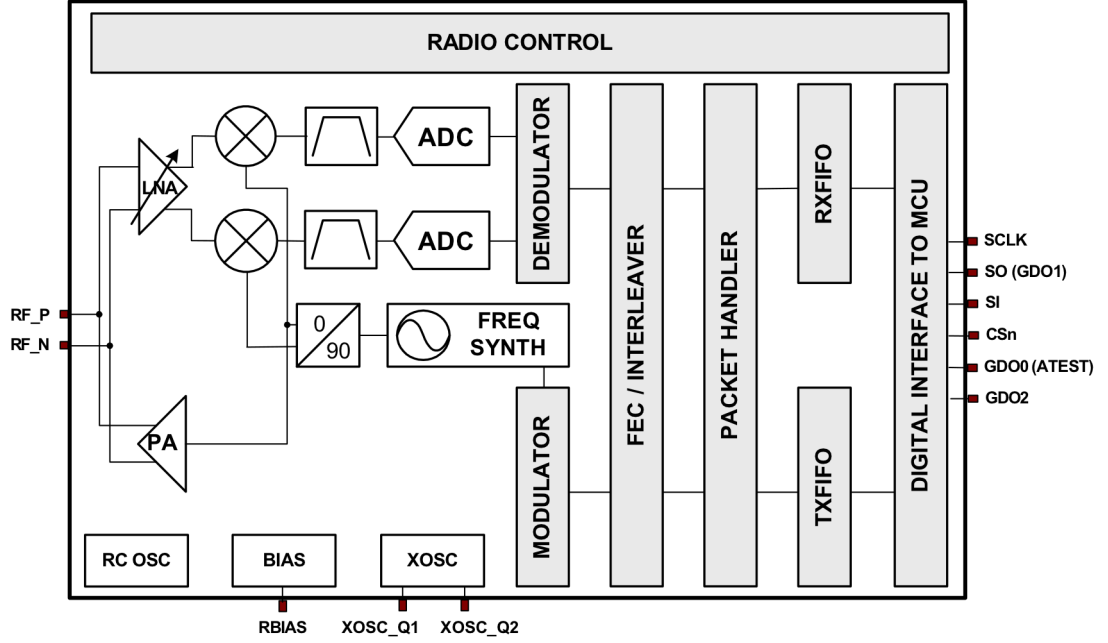 RADIO CONTROL
ADC
LNA
ADC
DEMODULATOR
FEC / INTERLEAVER
PACKET HANDLER
RXFIFO
DIGITAL INTERFACE TO MCU
SCLK
SO (GDO1)
SI
CSn
GDO0 (ATEST)
GDO2
RF_P
RF_N
0
90
FREQ
SYNTH
PA
MODULATOR
TXFIFO
RC OSC
BIAS
XOSC
RBIAS
XOSC_Q1
XOSC_Q2